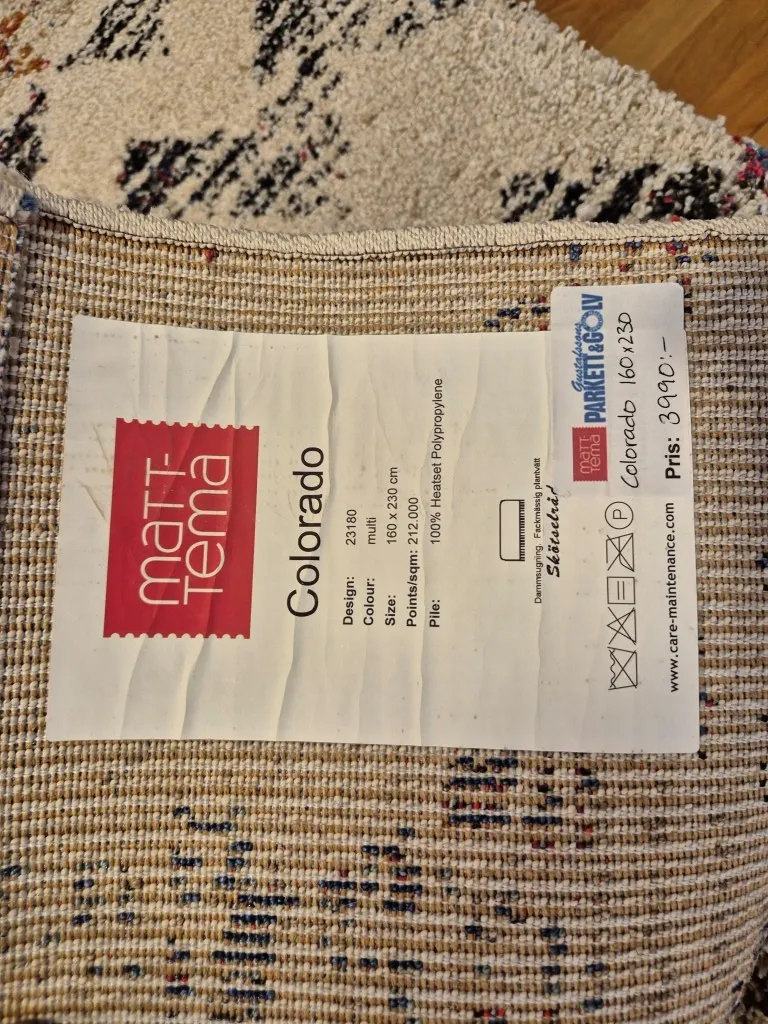 matt-
Tema
Colorado
Design: 23180
Colour: multi
Size: 160 x 230 cm
Points/sqm: 212.000
Pile: 100% Heatset Polypropylene
Dammsugning. Fackmässig plantvätt
Skötselråd
P
www.care-maintenance.com
matt-
Tema
Gustafssons
PARKETT & GOLV
Colorado 160x230
Pris: 3990:-